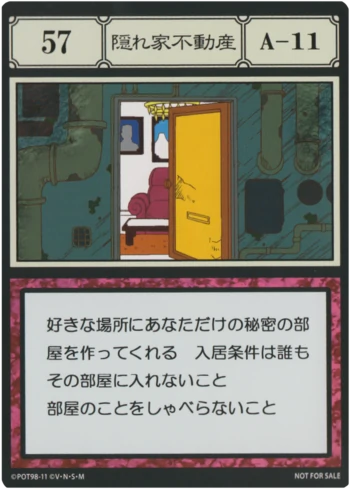 57
隠れ家不動産
A-11
好きな場所にあなただけの秘密の部
屋を作ってくれる 入居条件は誰も
その部屋に入れないこと
部屋のことをしゃべらないこと
©POT98-11 ©V・N・S・M
NOT FOR SALE